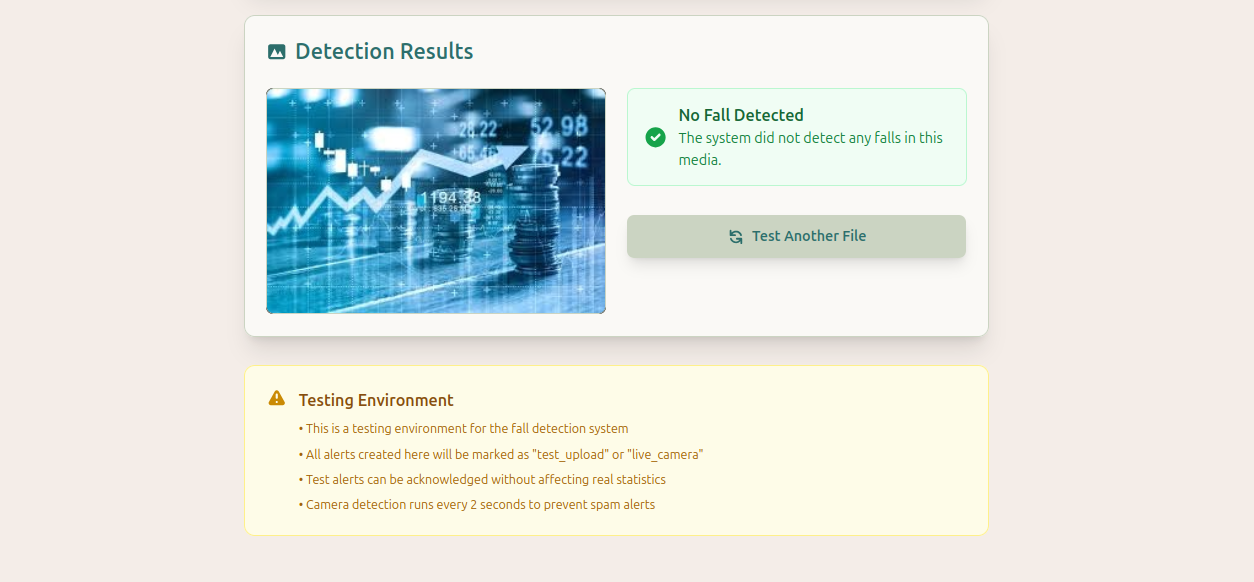 Detection Results
28.22
52.98
+65.46
75.22
1194.38
No Fall Detected
The system did not detect any falls in this
media.
Test Another File
Testing Environment
• This is a testing environment for the fall detection system
• All alerts created here will be marked as "test_upload" or "live_camera"
• Test alerts can be acknowledged without affecting real statistics
• Camera detection runs every 2 seconds to prevent spam alerts